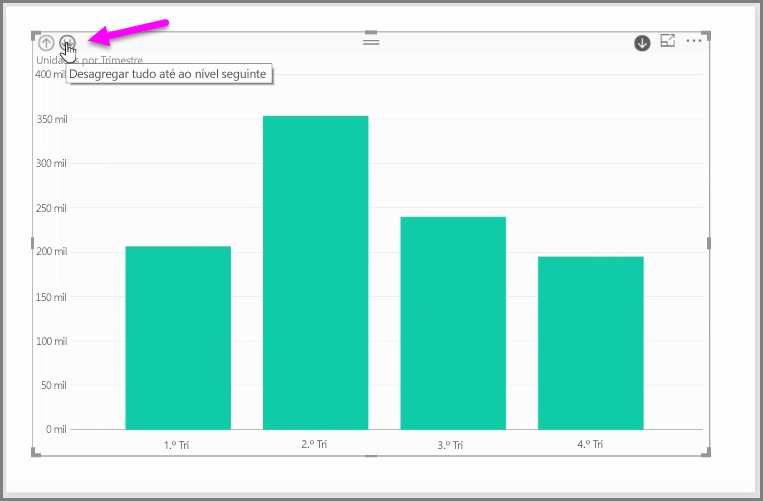 Unidades por Trimestre
Desagregar tudo até ao nível seguinte
400 mil
350 mil
300 mil
250 mil
200 mil
150 mil
100 mil
50 mil
0 mil
1.º Tri
2.º Tri
3.º Tri
4.º Tri